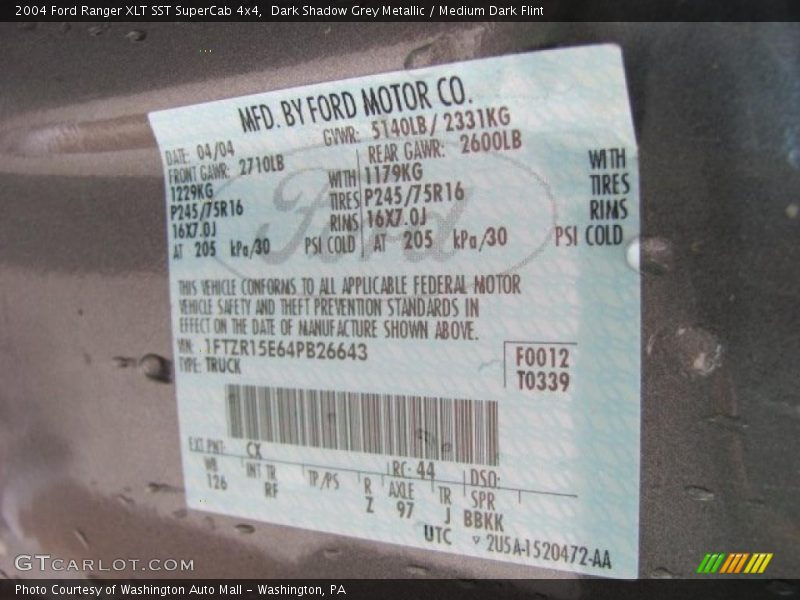 2004 Ford Ranger XLT SST SuperCab 4x4,  Dark Shadow Grey Metallic / Medium Dark Flint
MFD. BY FORD MOTOR CO.
DATE: 04/04 GVWR: 5140LB/ 2331KG
FRONT GAWR: 2710LB REAR GAWR: 2600LB
1229KG WITH 1179KG WITH
P245/75R16 TIRES P245/75R16 TIRES
16X7.0J RIMS 16X7.0J RIMS
AT 205 kPa/30 PSI COLD AT 205 kPa/30 PSI COLD
Ford
THIS VEHICLE CONFORMS TO ALL APPLICABLE FEDERAL MOTOR
VEHICLE SAFETY AND THEFT PREVENTION STANDARDS IN
EFFECT ON THE DATE OF MANUFACTURE SHOWN ABOVE.
VIN: 1FTZR15E64PB26643
TYPE: TRUCK
F0012
T0339
EXT PNT: CX
RC: 44 DSO:
WB INT TR TP/PS R AXLE TR SPR
126 RF Z 97 J BBKK
UTC ▽ 2U5A-1520472-AA
GTCARLOT.COM
Photo Courtesy of Washington Auto Mall - Washington, PA